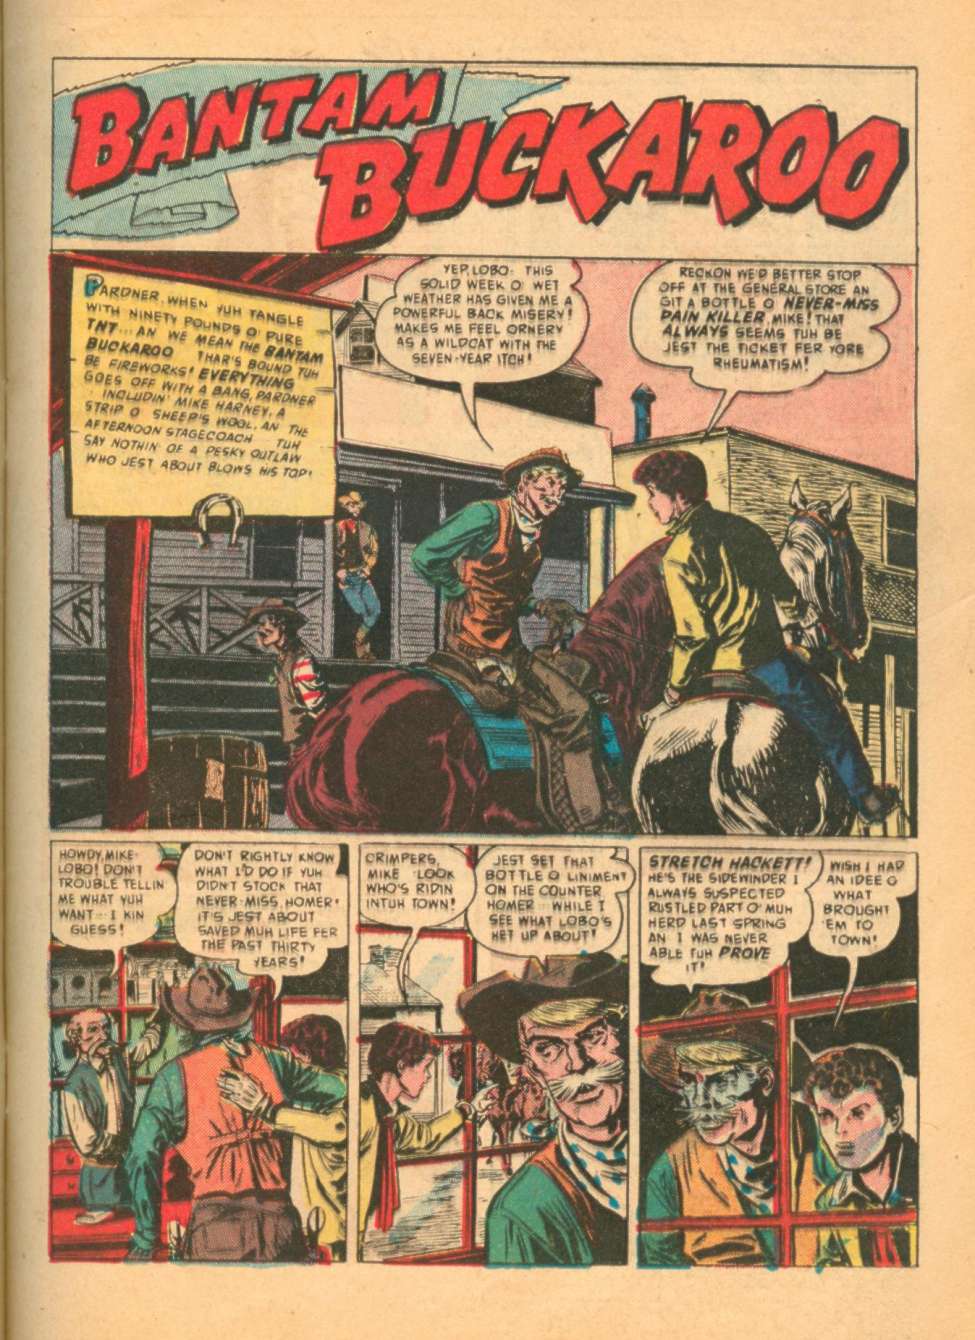 BANTAM
BUCKAROO
PARDNER, WHEN YUH TANGLE
WITH NINETY POUNDS O' PURE
TNT... AN' WE MEAN THE BANTAM
BUCKAROO THAR'S BOUND TUH
BE FIREWORKS! EVERYTHING
GOES OFF WITH A BANG, PARDNER
INCLUDIN' MIKE HARNEY, A
STRIP O' SHEEP'S WOOL, AN THE
AFTERNOON STAGECOACH TUH
SAY NOTHIN' OF A PESKY OUTLAW
WHO JEST ABOUT BLOWS HIS TOP!
YEP, LOBO: THIS
SOLID WEEK O' WET
WEATHER HAS GIVEN ME A
POWERFUL BACK MISERY!
MAKES ME FEEL ORNERY
AS A WILDCAT WITH THE
SEVEN-YEAR ITCH!
RECKON WE'D BETTER STOP
OFF AT THE GENERAL STORE AN
GIT A BOTTLE O NEVER-MISS
PAIN KILLER, MIKE! THAT
ALWAYS SEEMS TUH BE
JEST THE TICKET FER YORE
RHEUMATISM!
HOWDY, MIKE-
LOBO! DON'T
TROUBLE TELLIN
ME WHAT YUH
WANT -- I KIN
GUESS!
DON'T RIGHTLY KNOW
WHAT I'D DO IF YUH
DIDN'T STOCK THAT
NEVER-MISS, HOMER!
IT'S JEST ABOUT
SAVED MUH LIFE FER
THE PAST THIRTY
YEARS!
CRIMPERS,
MIKE -LOOK
WHO'S RIDIN
INTUH TOWN!
JEST SET THAT
BOTTLE O LINIMENT
ON THE COUNTER
HOMER - WHILE I
SEE WHAT LOBO'S
HET UP ABOUT!
STRETCH HACKETT!
HE'S THE SIDEWINDER I
ALWAYS SUSPECTED
RUSTLED PART O' MUH
HERD LAST SPRING
AN I WAS NEVER
ABLE TUH PROVE
IT!
WISH I HAD
AN IDEE O
WHAT
BROUGHT
'EM TO
TOWN!